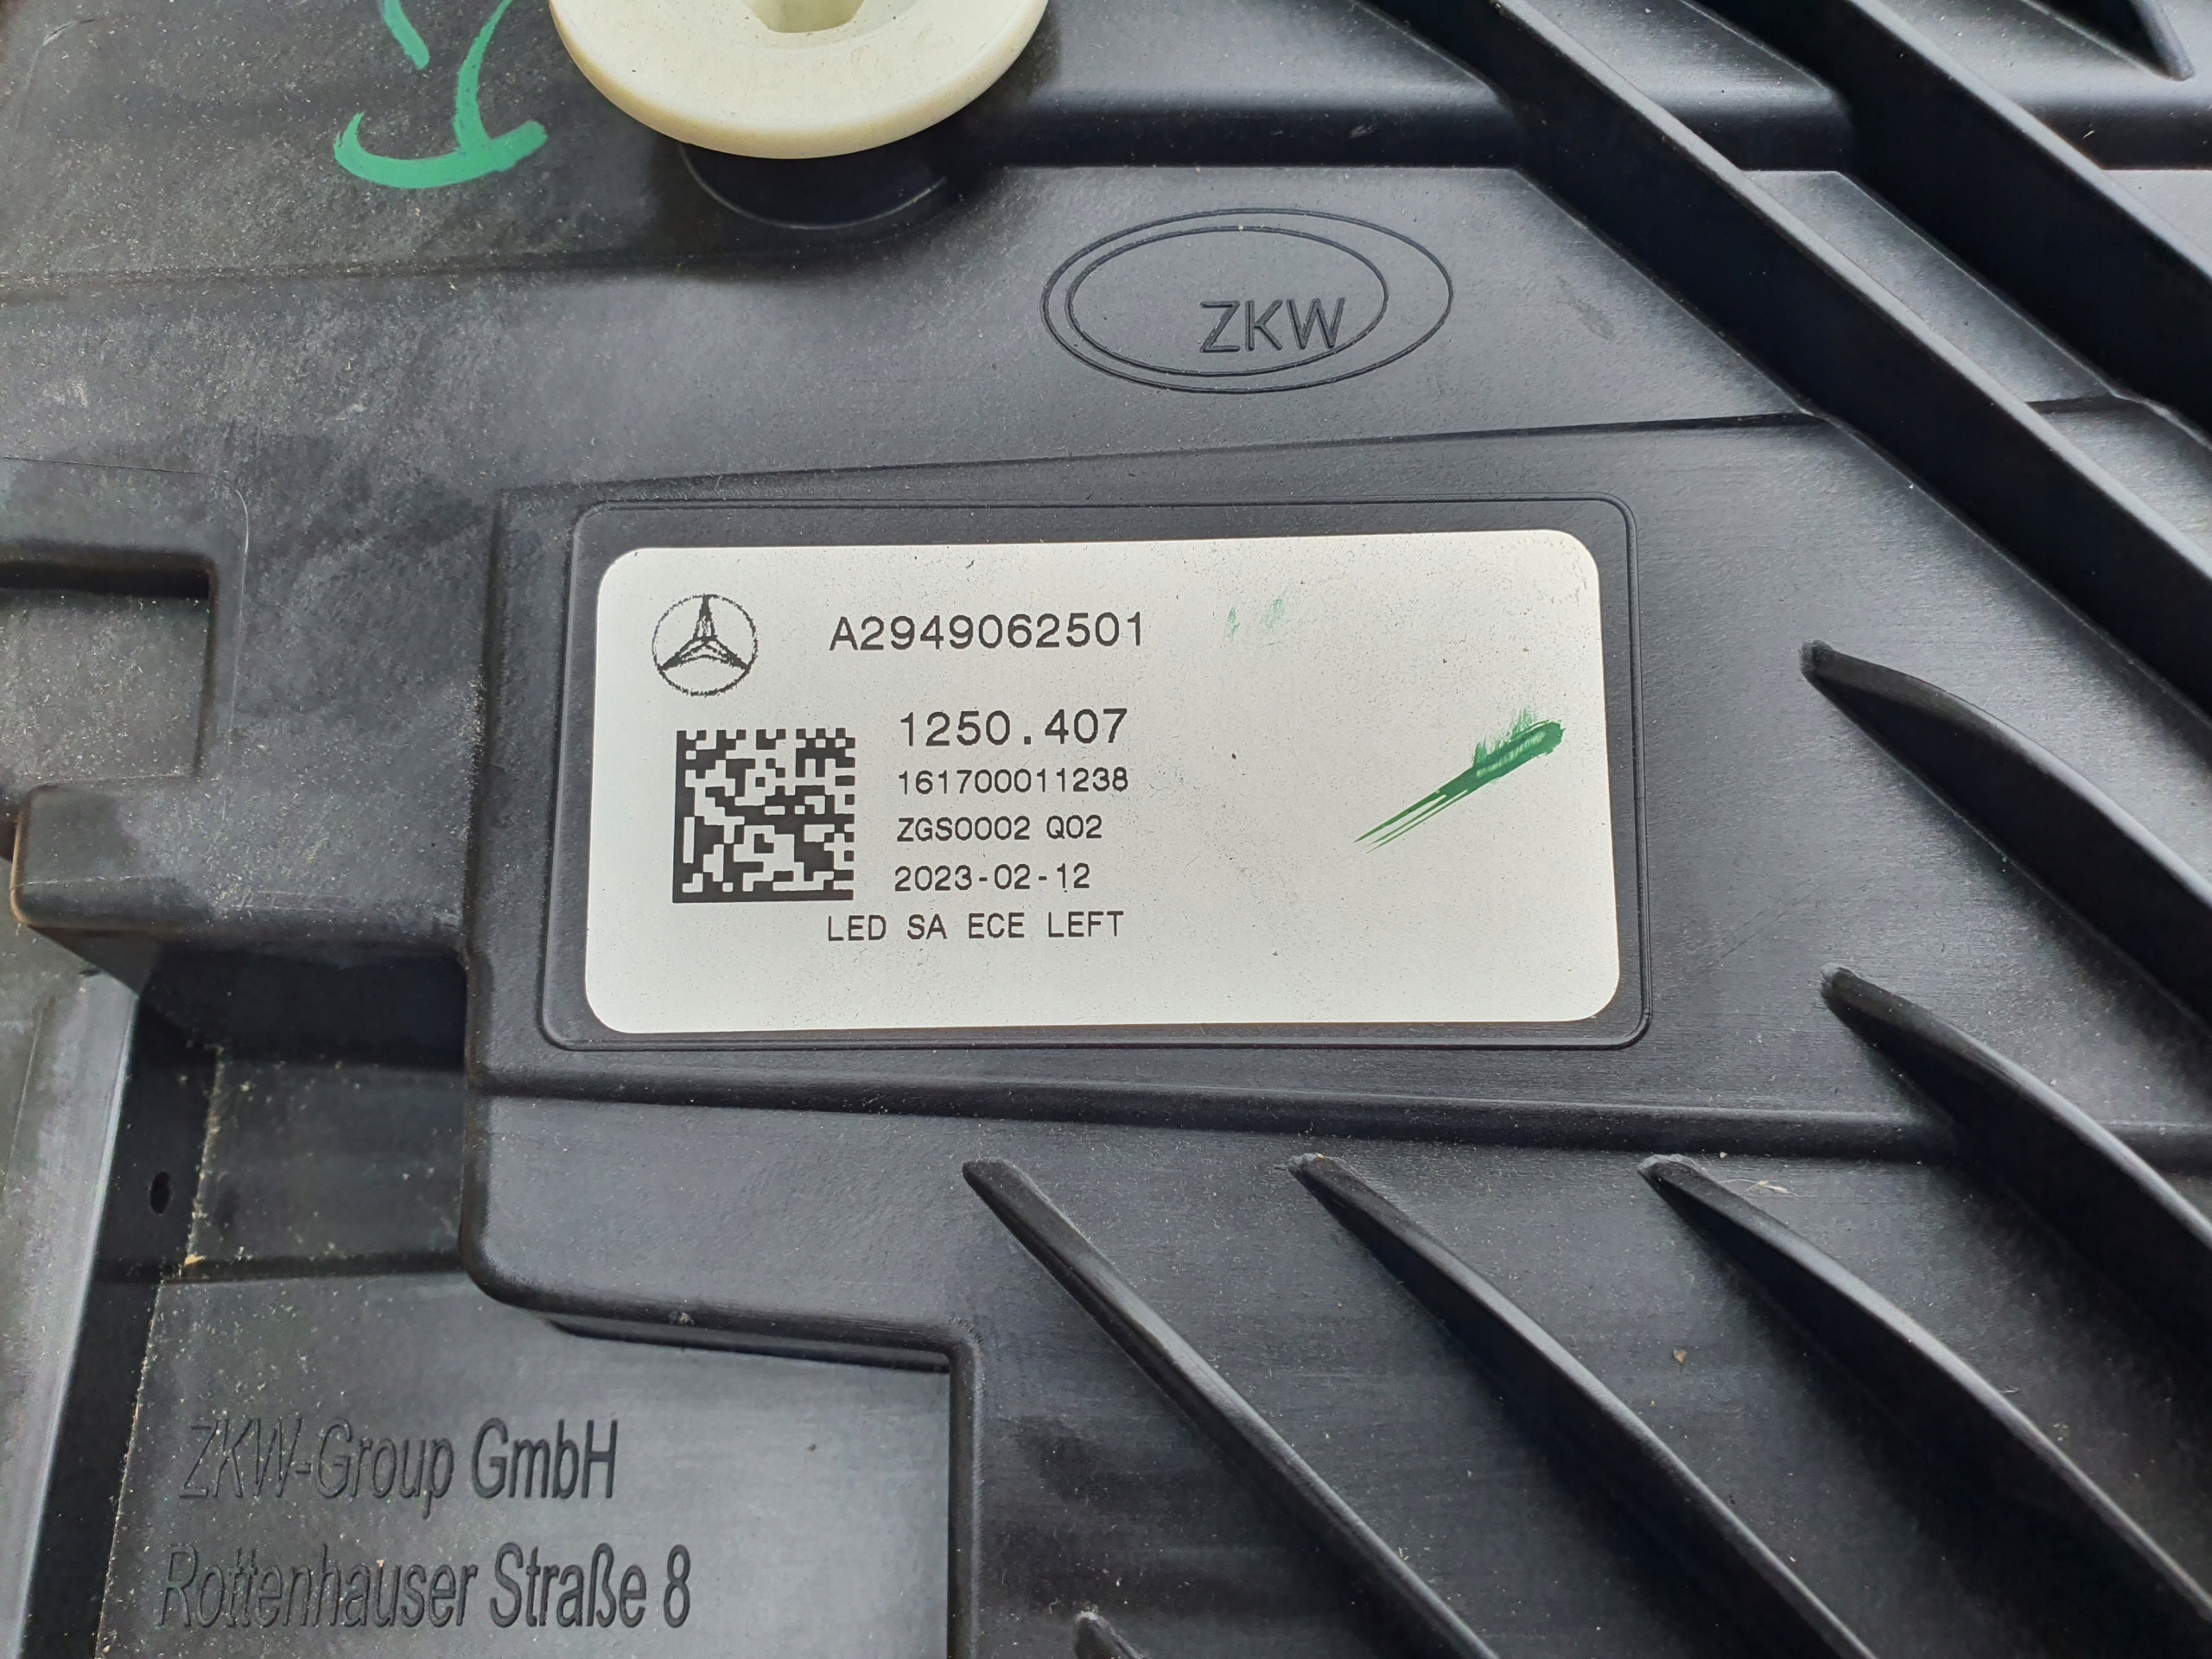 ZKW
A2949062501
1250.407
161700011238
ZGS0002 Q02
2023-02-12
LED SA ECE LEFT
ZKW-Group GmbH
Rottenhauser Straße 8